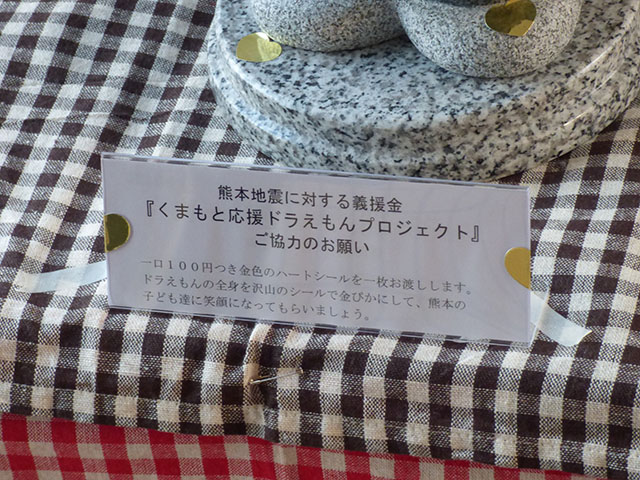 熊本地震に対する義援金
『くまもと応援ドラえもんプロジェクト』
ご協力のお願い
一口１００円つき金色のハートシールを一枚お渡しします。
ドラえもんの全身を沢山のシールで金ぴかにして、熊本の
子ども達に笑顔になってもらいましょう。